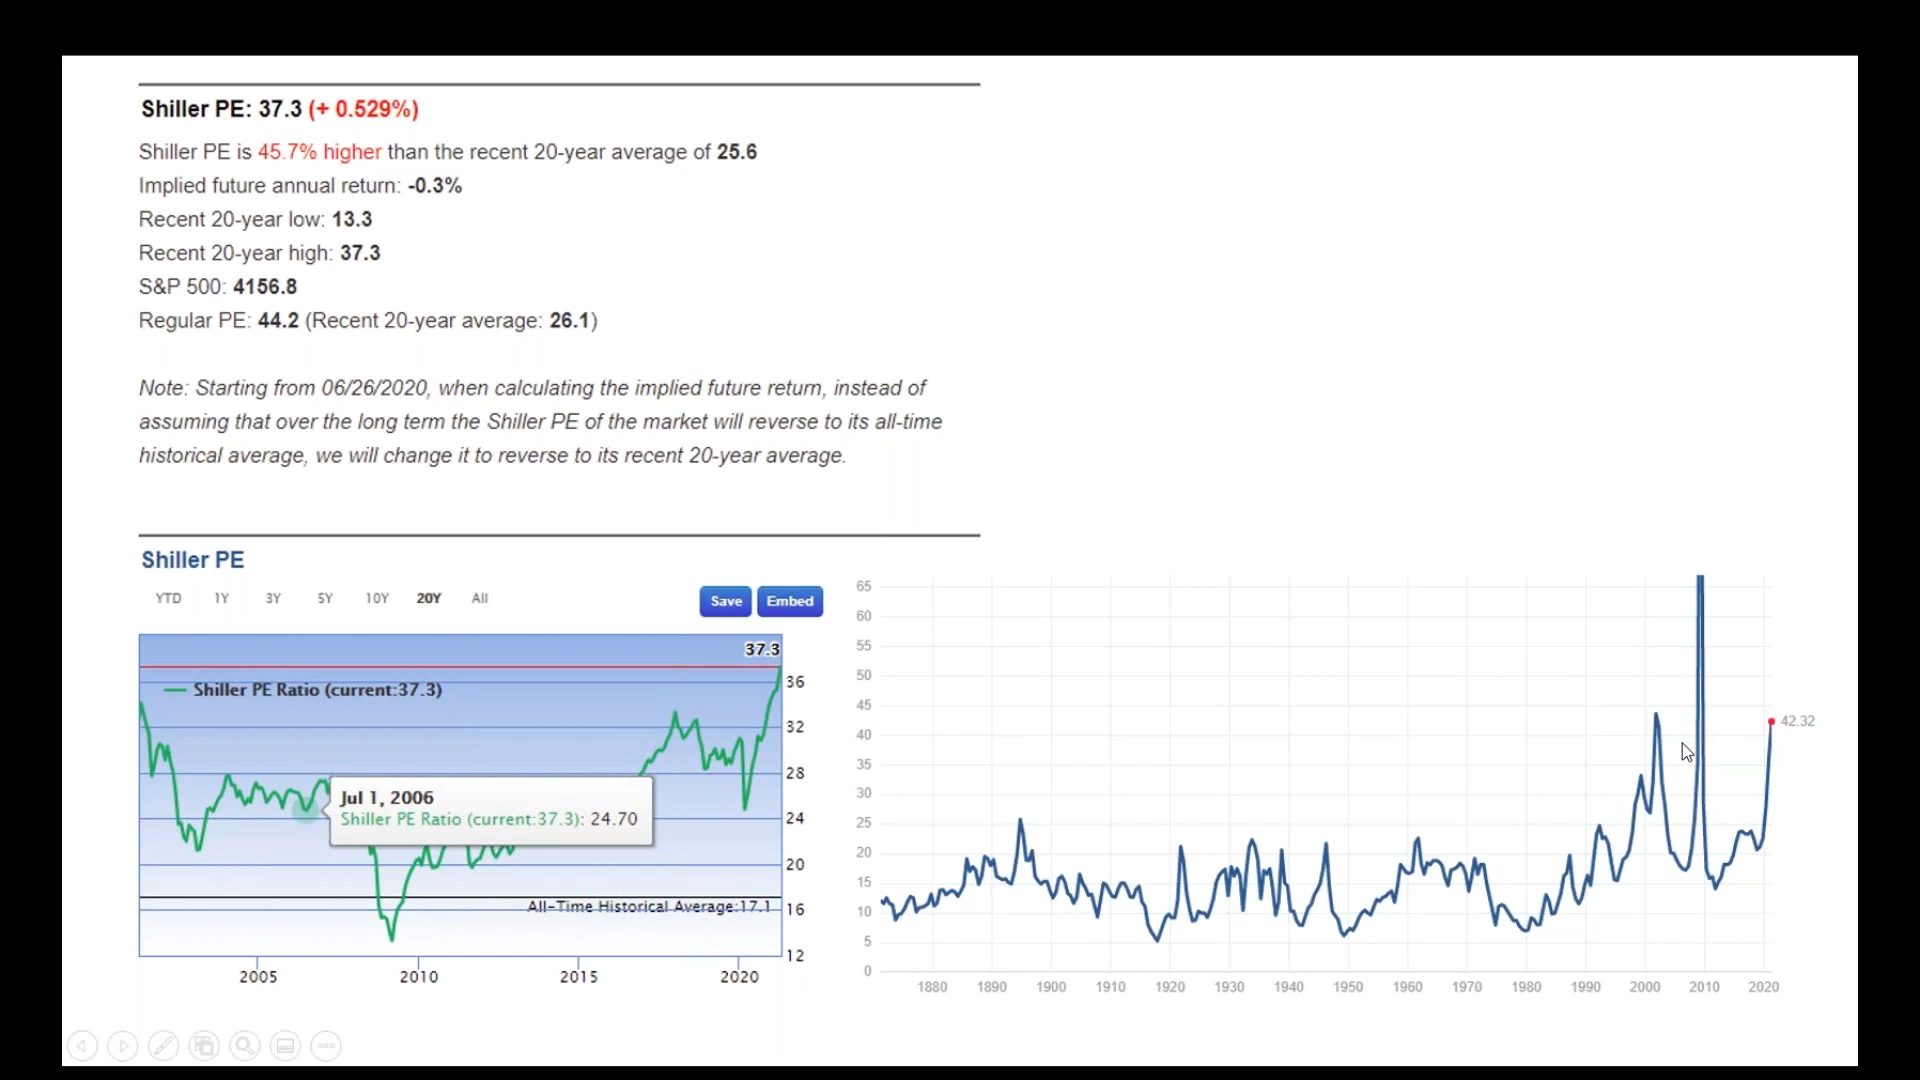 Shiller PE: 37.3 (+ 0.529%)
Shiller PE is 45.7% higher than the recent 20-year average of 25.6
Implied future annual return: -0.3%
Recent 20-year low: 13.3
Recent 20-year high: 37.3
S&P 500: 4156.8
Regular PE: 44.2 (Recent 20-year average: 26.1)
Note: Starting from 06/26/2020, when calculating the implied future return, instead of
assuming that over the long term the Shiller PE of the market will reverse to its all-time
historical average, we will change it to reverse to its recent 20-year average.
Shiller PE
YTD 1Y 3Y 5Y 10Y 20Y All
Save Embed
37.3
Shiller PE Ratio (current:37.3)
Jul 1, 2006
Shiller PE Ratio (current:37.3): 24.70
All-Time Historical Average:17.1
36
32
28
24
20
16
12
2005 2010 2015 2020
65
60
55
50
45
40
35
30
25
20
15
10
5
0
42.32
1880 1890 1900 1910 1920 1930 1940 1950 1960 1970 1980 1990 2000 2010 2020